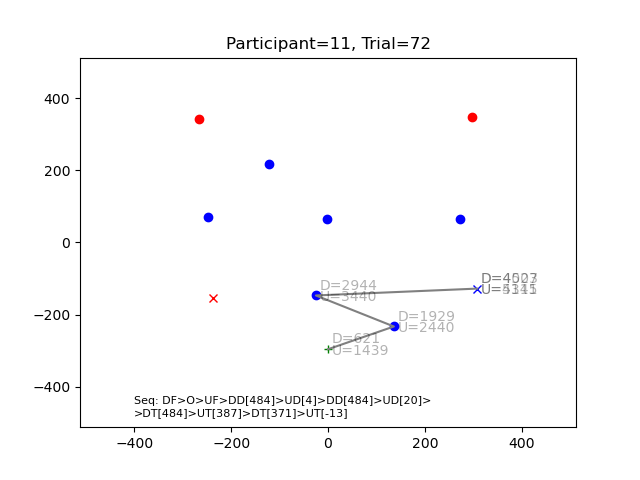 Participant=11, Trial=72
400
200
0
−200
−400
D=2944
U=3440
D=1929
U=2440
D=621
U=1439
Seq: DF>O>UF>DD[484]>UD[4]>DD[484]>UD[20]>
>DT[484]>UT[387]>DT[371]>UT[-13]
−400 −200 0 200 400